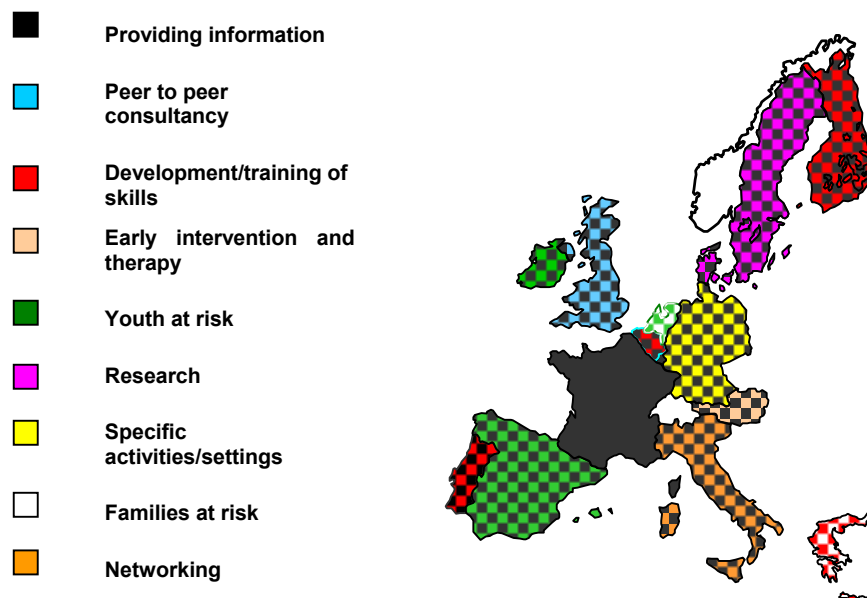 Providing information
Peer to peer
consultancy
Development/training of
skills
Early intervention and
therapy
Youth at risk
Research
Specific
activities/settings
Families at risk
Networking